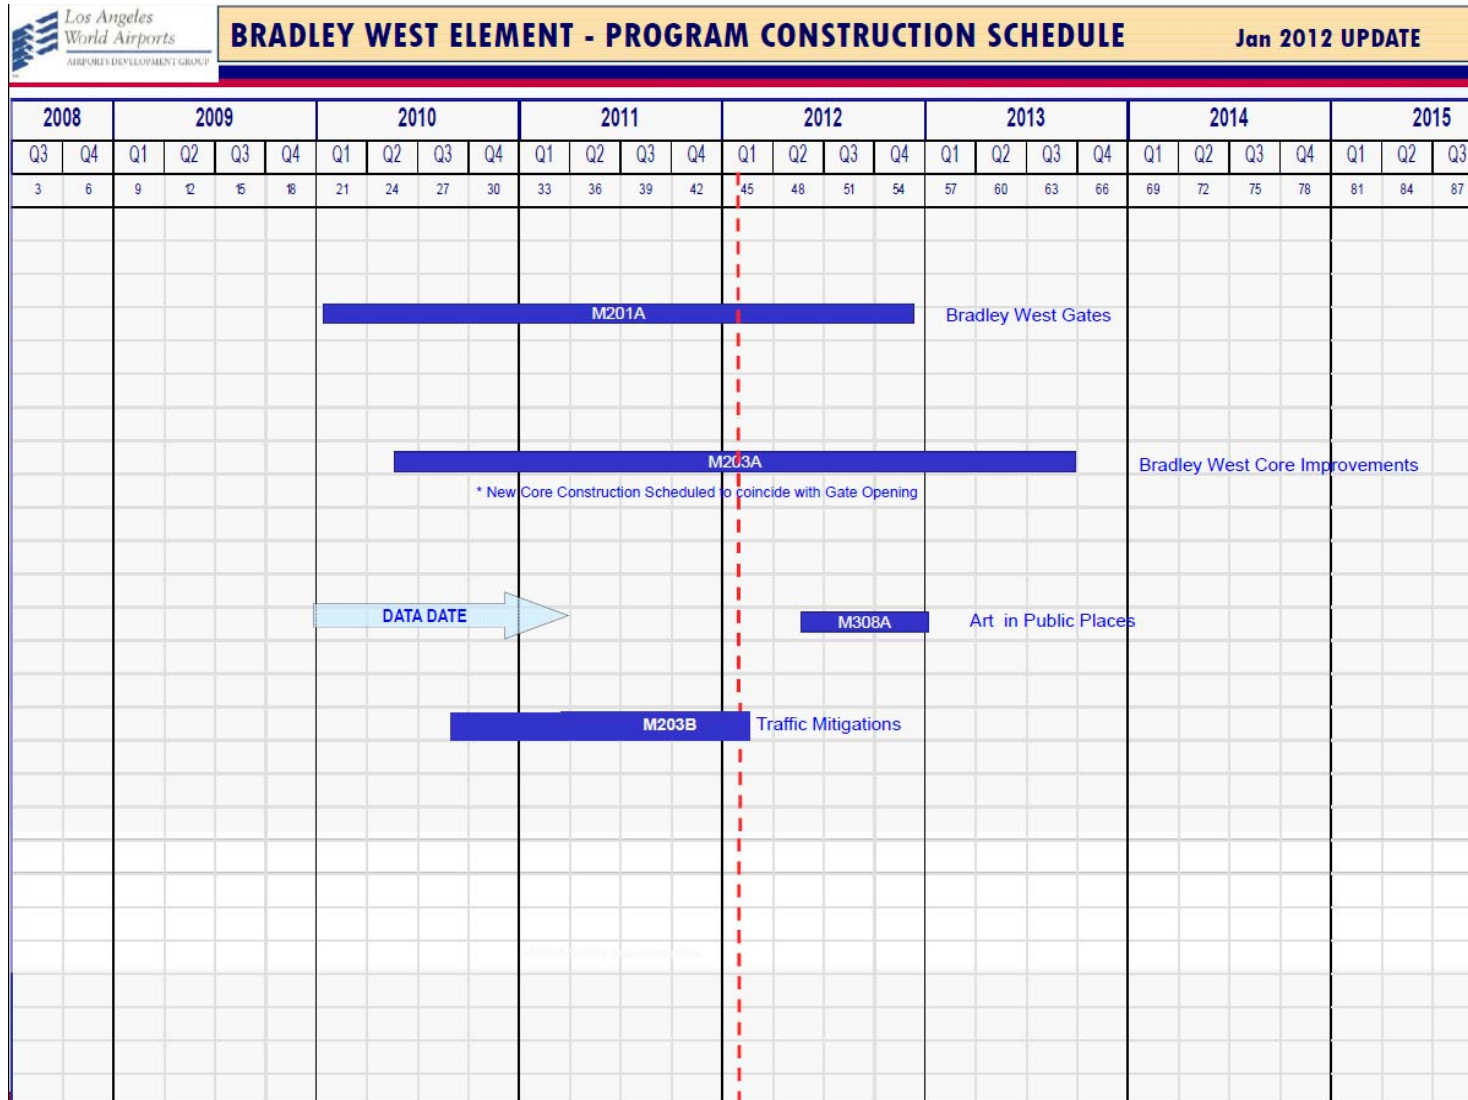 Los Angeles
World Airports
AIRPORTS DEVELOPMENT GROUP
BRADLEY WEST ELEMENT - PROGRAM CONSTRUCTION SCHEDULE Jan 2012 UPDATE
2008 2009 2010 2011 2012 2013 2014 2015
Q3 Q4 Q1 Q2 Q3 Q4 Q1 Q2 Q3 Q4 Q1 Q2 Q3 Q4 Q1 Q2 Q3 Q4 Q1 Q2 Q3 Q4 Q1 Q2 Q3 Q4 Q1 Q2 Q3
3 6 9 12 15 18 21 24 27 30 33 36 39 42 45 48 51 54 57 60 63 66 69 72 75 78 81 84 87
M201A Bradley West Gates
M203A Bradley West Core Improvements
* New Core Construction Scheduled to coincide with Gate Opening
DATA DATE M308A Art in Public Places
M203B Traffic Mitigations